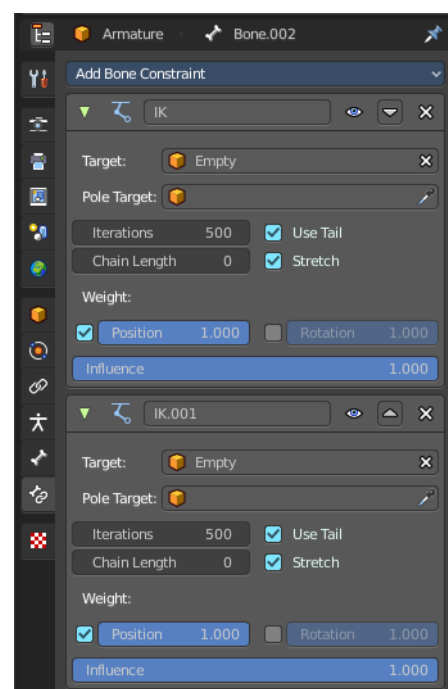 Armature Bone.002
Add Bone Constraint
IK
Target: Empty
Pole Target:
Iterations 500 Use Tail
Chain Length 0 Stretch
Weight:
Position 1.000 Rotation 1.000
Influence 1.000
IK.001
Target: Empty
Pole Target:
Iterations 500 Use Tail
Chain Length 0 Stretch
Weight:
Position 1.000 Rotation 1.000
Influence 1.000